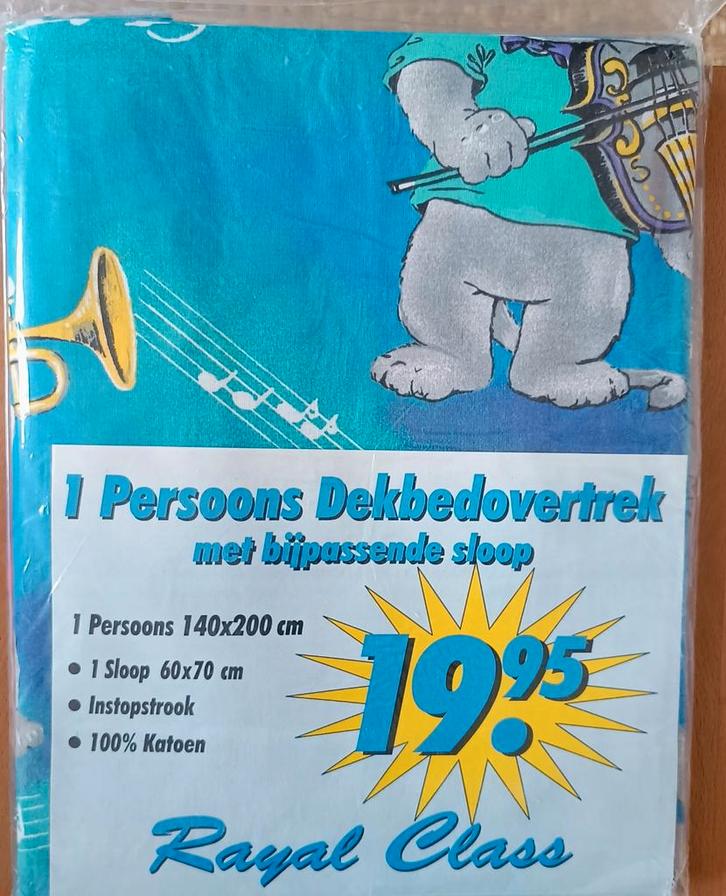 1 Persoons Dekbedovertrek
met bijpassende sloop
1 Persoons 140x200 cm
• 1 Sloop 60x70 cm
• Instopstrook
• 100% Katoen
19.95
Rayal Class